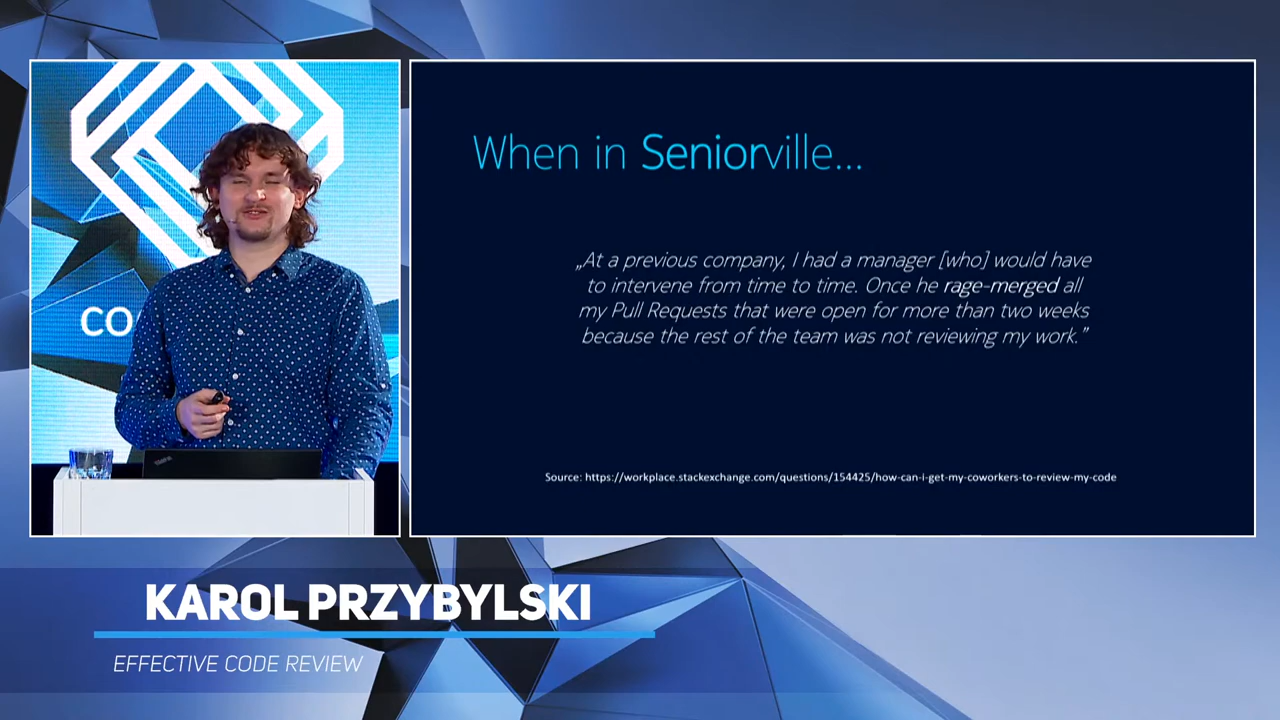 CO
When in Seniorville...
„At a previous company, I had a manager [who] would have
to intervene from time to time. Once he rage-merged all
my Pull Requests that were open for more than two weeks
because the rest of the team was not reviewing my work.”
Source: https://workplace.stackexchange.com/questions/154425/how-can-i-get-my-coworkers-to-review-my-code
KAROL PRZYBYLSKI
EFFECTIVE CODE REVIEW